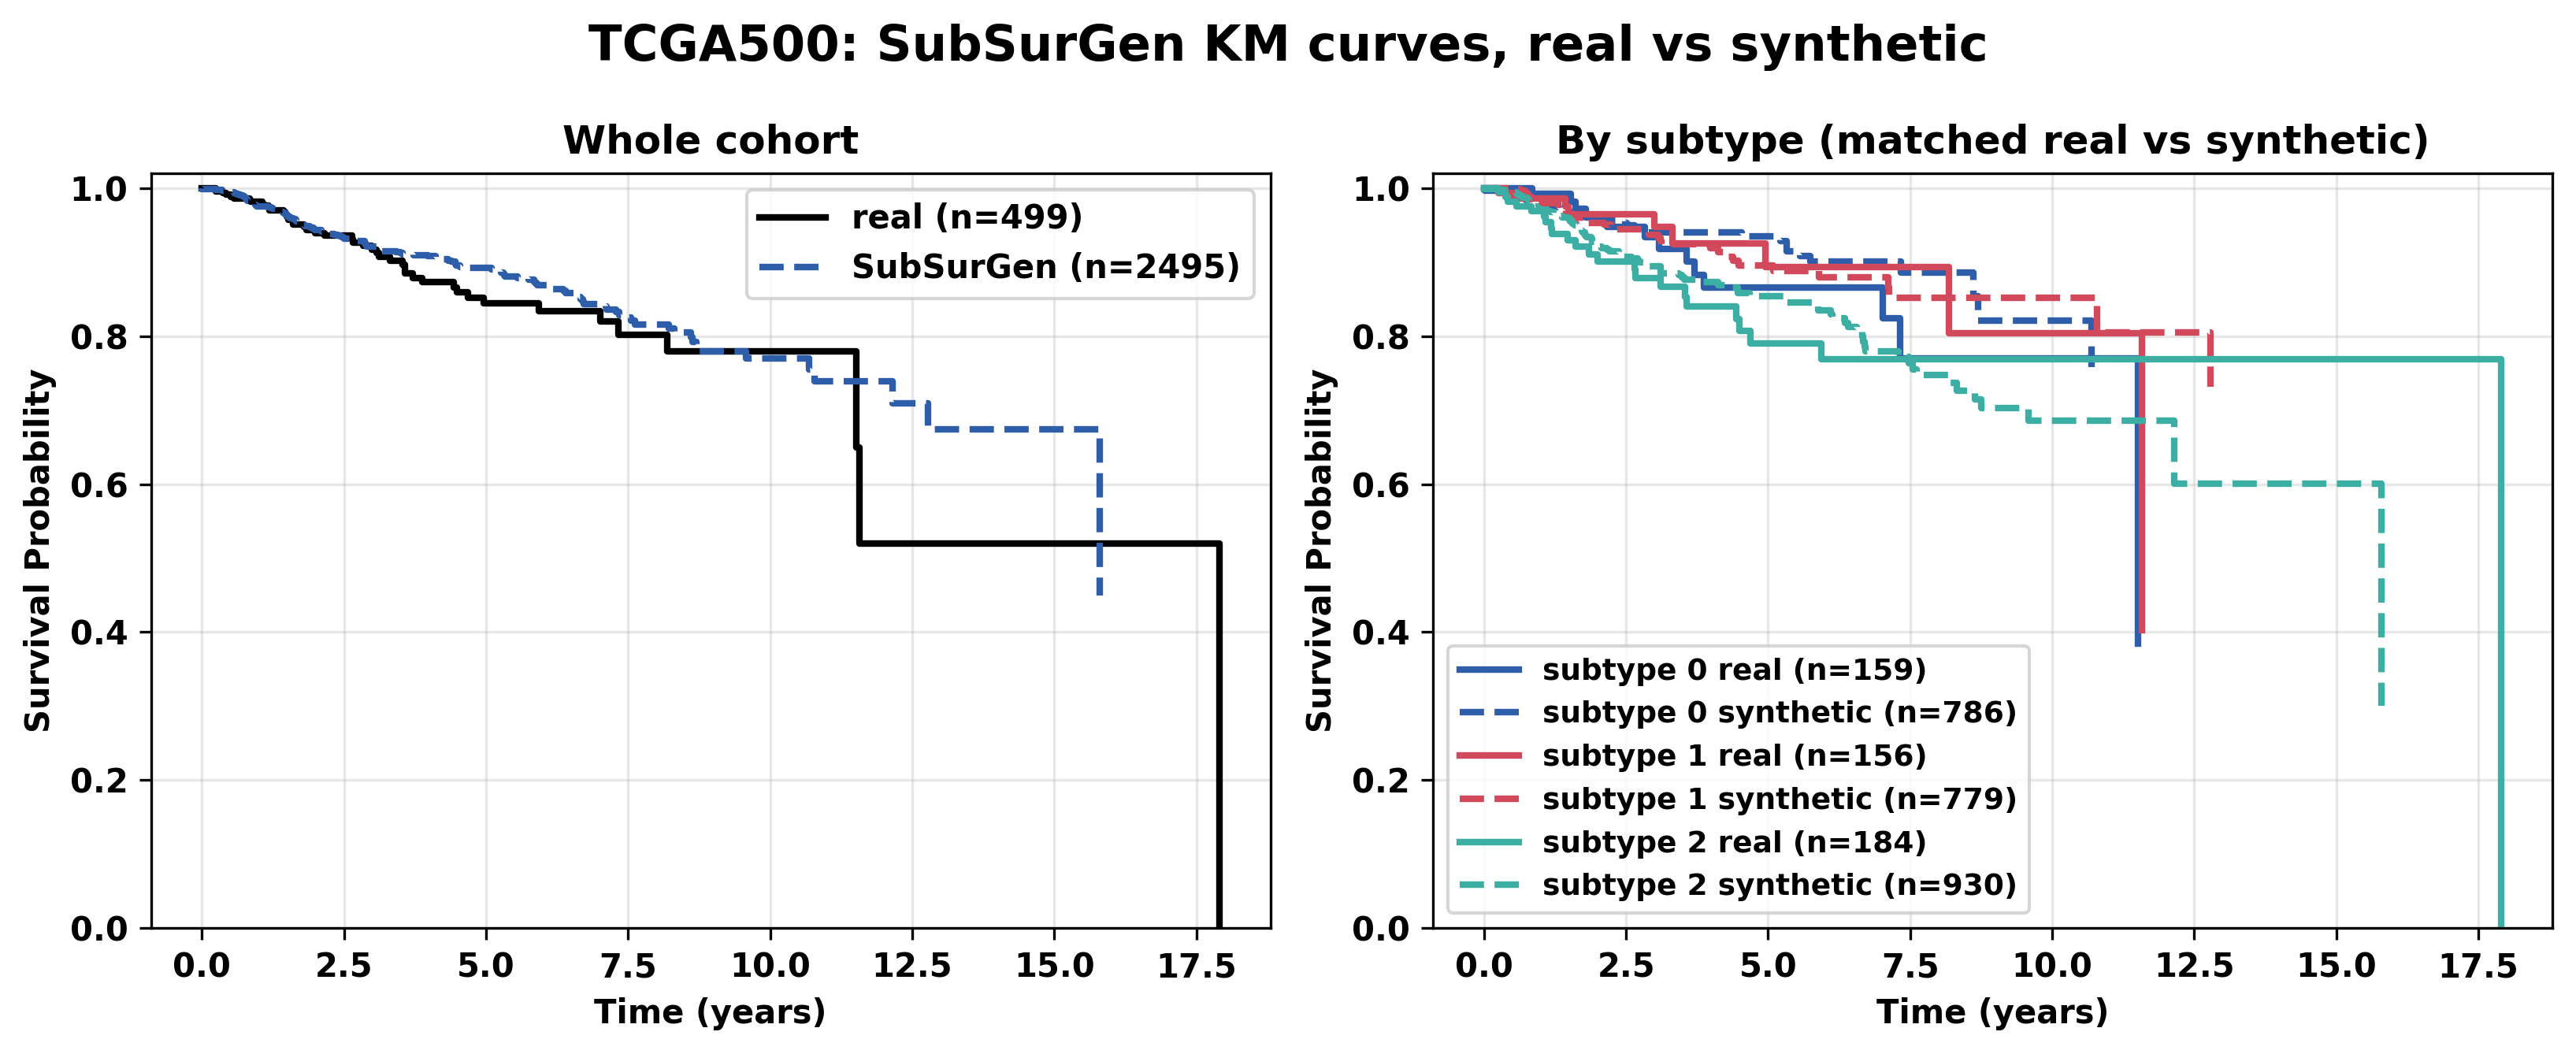 TCGA500: SubSurGen KM curves, real vs synthetic
Whole cohort
Survival Probability
1.0
0.8
0.6
0.4
0.2
0.0
real (n=499)
SubSurGen (n=2495)
0.0 2.5 5.0 7.5 10.0 12.5 15.0 17.5
Time (years)
By subtype (matched real vs synthetic)
Survival Probability
1.0
0.8
0.6
0.4
0.2
0.0
subtype 0 real (n=159)
subtype 0 synthetic (n=786)
subtype 1 real (n=156)
subtype 1 synthetic (n=779)
subtype 2 real (n=184)
subtype 2 synthetic (n=930)
0.0 2.5 5.0 7.5 10.0 12.5 15.0 17.5
Time (years)